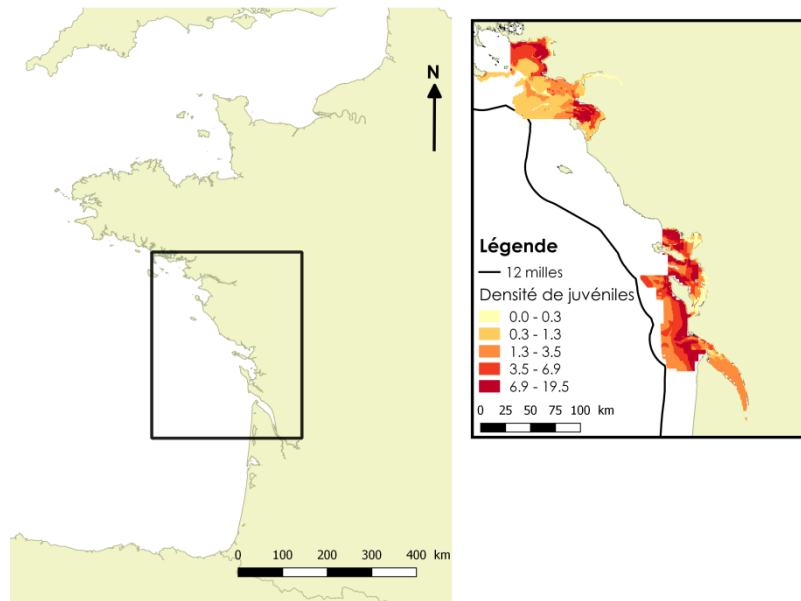 N
0 100 200 300 400 km
Légende
12 milles
Densité de juvéniles
0.0 - 0.3
0.3 - 1.3
1.3 - 3.5
3.5 - 6.9
6.9 - 19.5
0 25 50 75 100 km